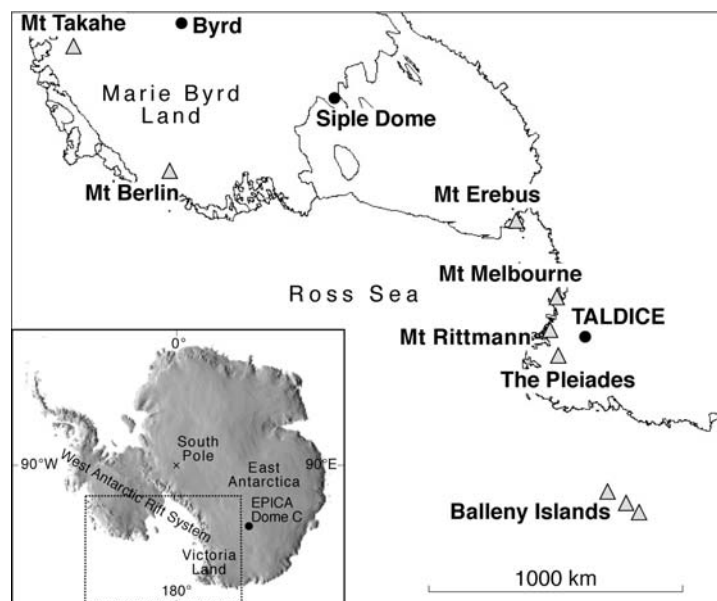 Mt Takahe
Byrd
Marie Byrd
Land
Siple Dome
Mt Berlin
Mt Erebus
Mt Melbourne
Ross Sea
TALDICE
Mt Rittmann
The Pleiades
0°
South
Pole
90°W
90°E
West Antarctic Rift System
East
Antarctica
EPICA
Dome C
Victoria
Land
180°
Balleny Islands
1000 km